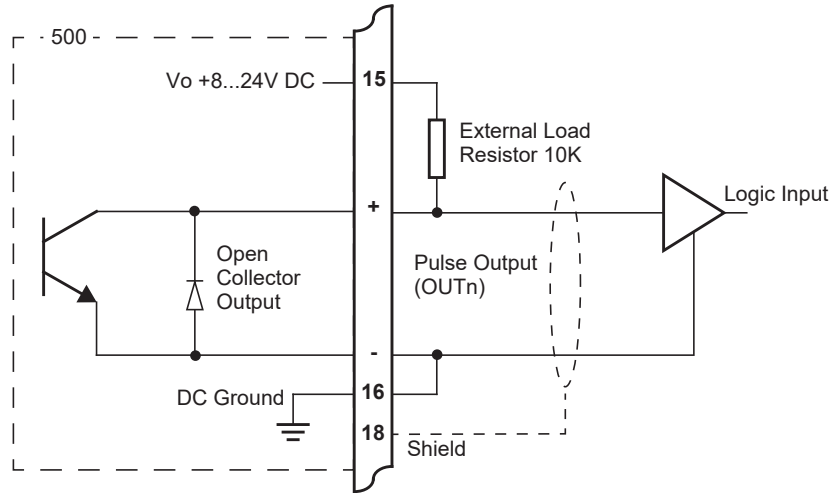 500
Vo +8...24V DC
15
External Load
Resistor 10K
+
Logic Input
Open
Collector
Output
Pulse Output
(OUTn)
-
DC Ground
16
18
Shield